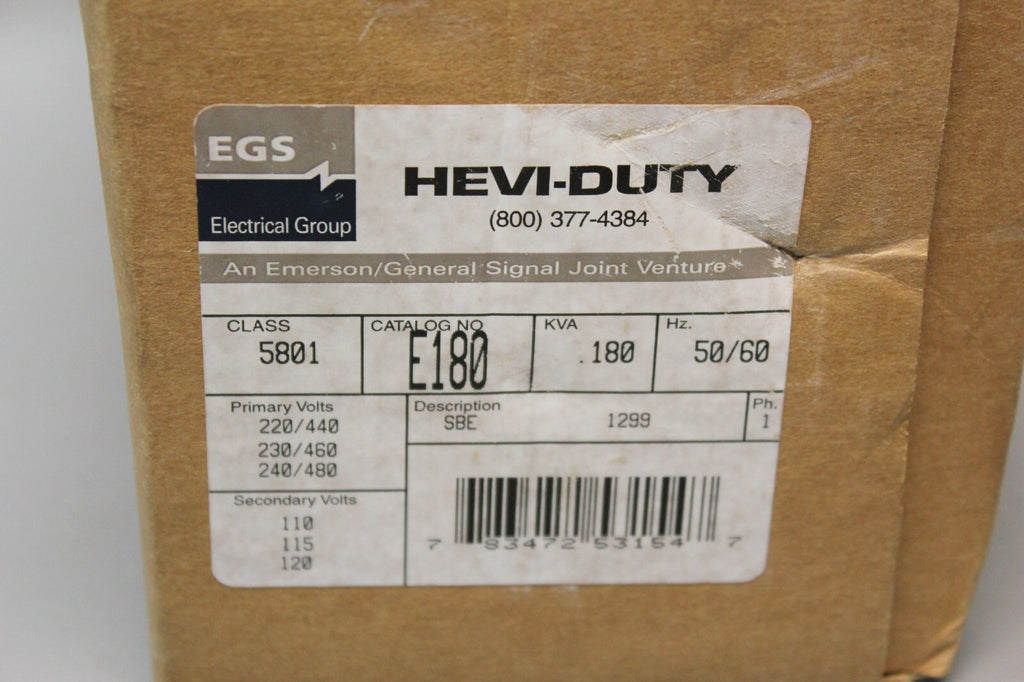 EGS
Electrical Group
HEVI-DUTY
(800) 377-4384
An Emerson/General Signal Joint Venture
CLASS
5801
CATALOG NO
E180
KVA
.180
Hz.
50/60
Primary Volts
220/440
230/460
240/480
Description
SBE 1299
Ph.
1
Secondary Volts
110
115
120
7 83472 53154 7